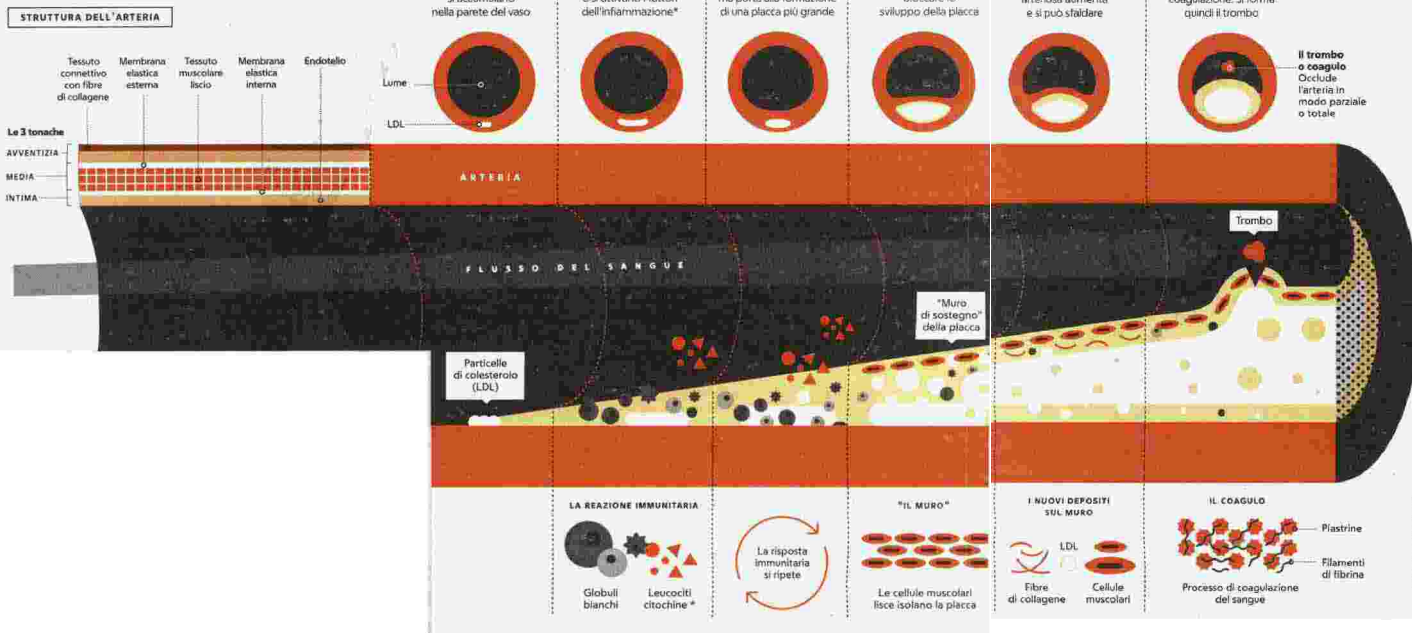 STRUTTURA DELL'ARTERIA
nella parete del vaso
dell'infiammazione*
di una placca più grande
sviluppo della placca
arteriosa aumenta
e si può sfaldare
coagulazione: si forma
quindi il trombo
Tessuto
connettivo
con fibre
di collagene
Membrana
elastica
esterna
Tessuto
muscolare
liscio
Membrana
elastica
interna
Endotelio
Lume
LDL
Il trombo
o coagulo
Occlude
l'arteria in
modo parziale
o totale
Le 3 tonache
AVVENTIZIA
MEDIA
INTIMA
ARTERIA
FLUSSO DEL SANGUE
Trombo
"Muro
di sostegno"
della placca
Particelle
di colesterolo
(LDL)
LA REAZIONE IMMUNITARIA
Globuli
bianchi
Leucociti
citochine *
La risposta
immunitaria
si ripete
"IL MURO"
Le cellule muscolari
lisce isolano la placca
I NUOVI DEPOSITI
SUL MURO
LDL
Fibre
di collagene
Cellule
muscolari
IL COAGULO
Piastrine
Filamenti
di fibrina
Processo di coagulazione
del sangue